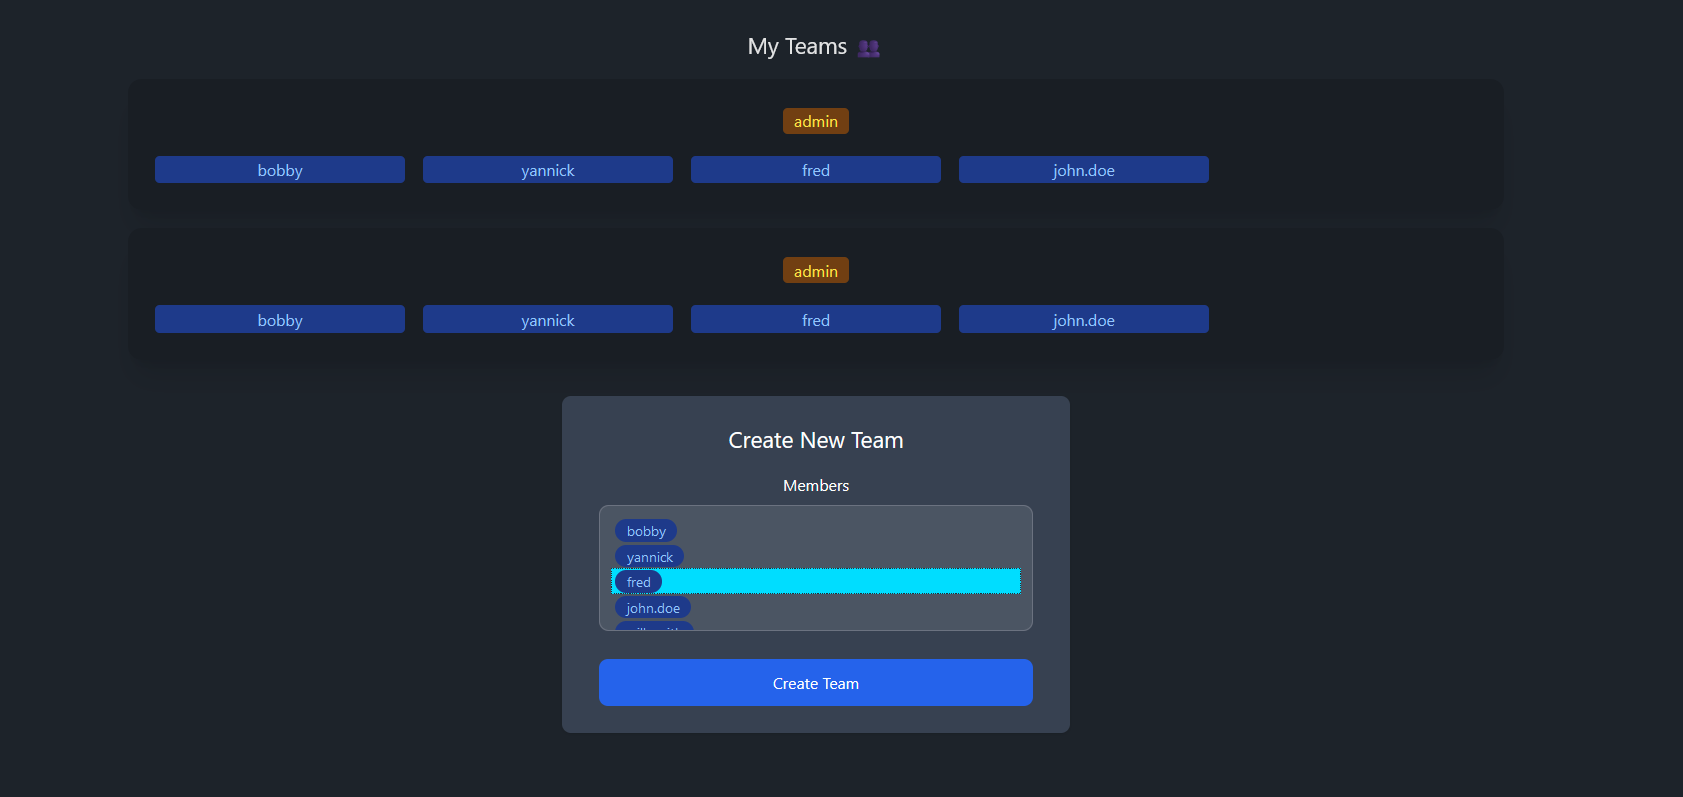 My Teams
admin
bobby yannick fred john.doe
admin
bobby yannick fred john.doe
Create New Team
Members
bobby
yannick
fred
john.doe
Create Team